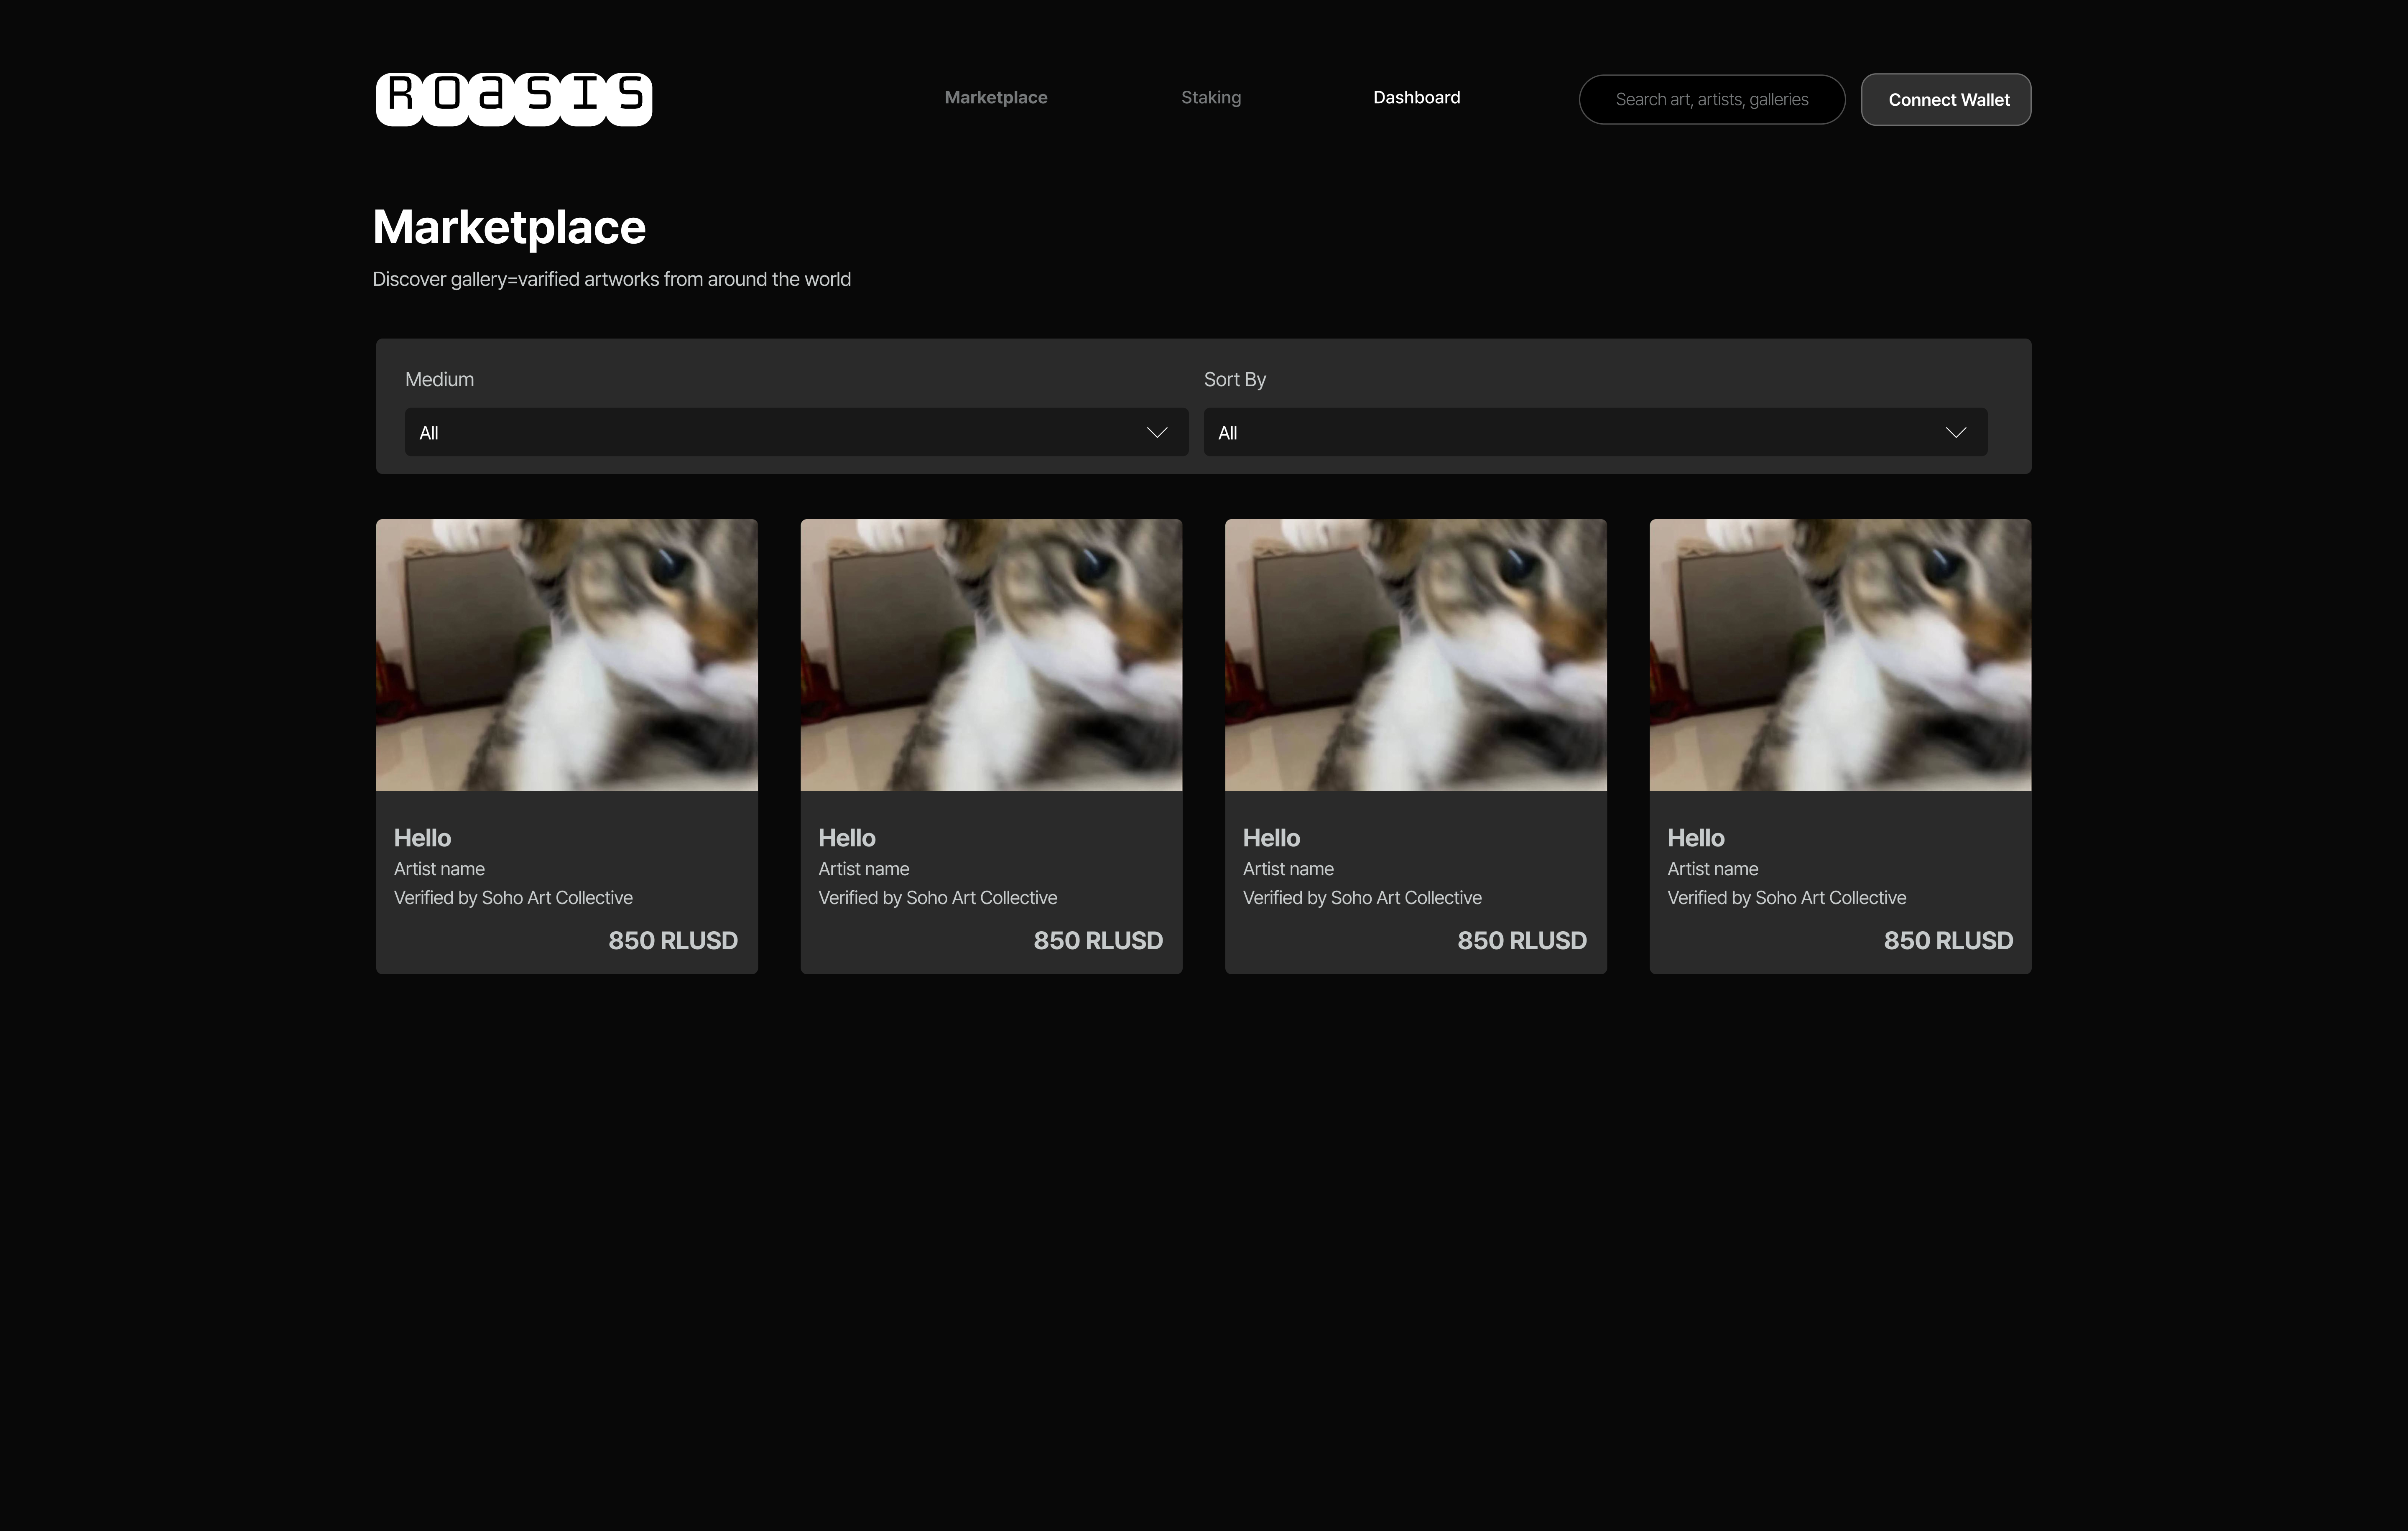 ROaSIS
Marketplace
Staking
Dashboard
Search art, artists, galleries
Connect Wallet
Marketplace
Discover gallery=varified artworks from around the world
Medium
Sort By
All
All
Hello
Artist name
Verified by Soho Art Collective
850 RLUSD
Hello
Artist name
Verified by Soho Art Collective
850 RLUSD
Hello
Artist name
Verified by Soho Art Collective
850 RLUSD
Hello
Artist name
Verified by Soho Art Collective
850 RLUSD